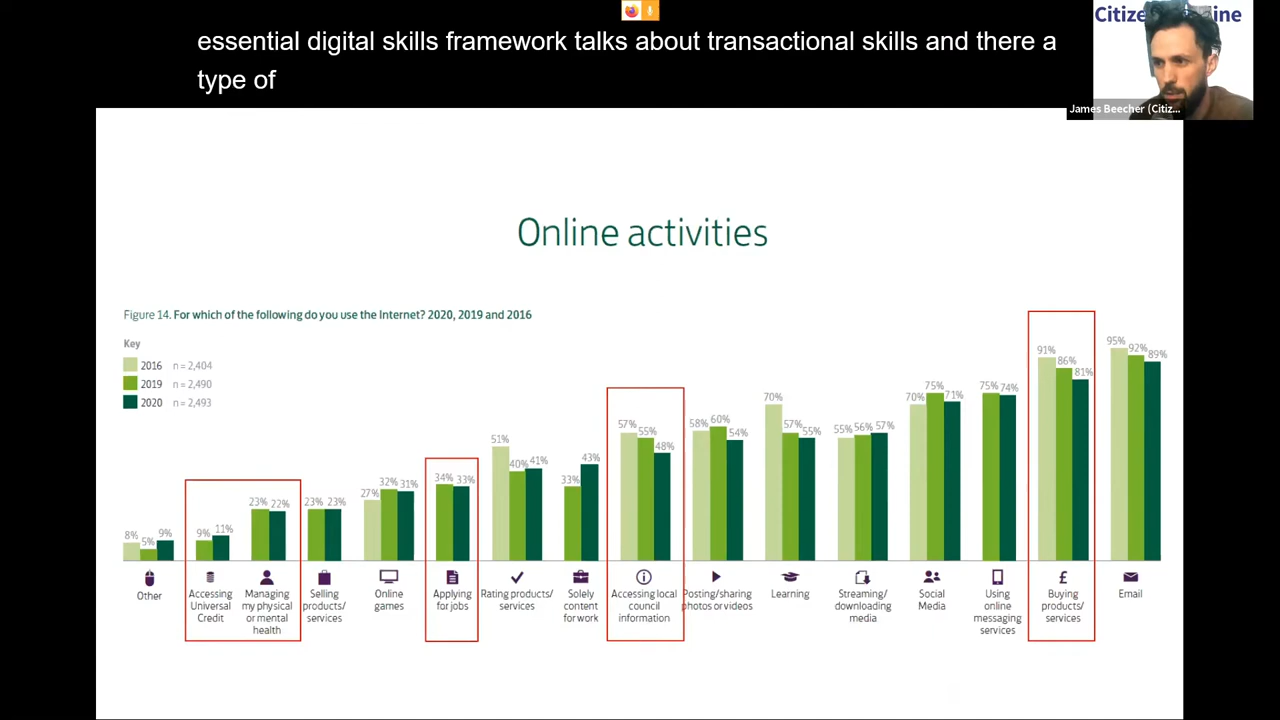 essential digital skills framework talks about transactional skills and there a
type of
James Beecher (Citiz...
Online activities
Figure 14. For which of the following do you use the Internet? 2020, 2019 and 2016
Key
2016 n = 2,404
2019 n = 2,490
2020 n = 2,493
8% 5% 9%
9% 11%
23% 22%
23% 23%
27% 32% 31%
34% 33%
51% 40% 41%
33% 43%
57% 55% 48%
58% 60% 54%
70% 57% 55%
55% 56% 57%
70% 75% 71%
75% 74%
91% 86% 81%
95% 92% 89%
Other
Accessing
Universal
Credit
Managing
my physical
or mental
health
Selling
products/
services
Online
games
Applying
for jobs
Rating products/
services
Solely
content
for work
Accessing local
council
information
Posting/sharing
photos or videos
Learning
Streaming/
downloading
media
Social
Media
Using
online
messaging
services
£
Buying
products/
services
Email